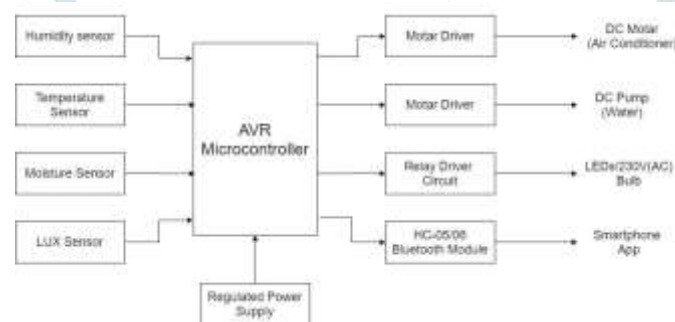 Humidity sensor
Temperature
Sensor
Moisture Sensor
LUX Sensor
AVR
Microcontroller
Regulated Power
Supply
Motar Driver
Motar Driver
Relay Driver
Circuit
HC-05/06
Bluetooth Module
DC Motar
(Air Conditioner)
DC Pump
(Water)
LEDs/230V(AC)
Bulb
Smartphone
App